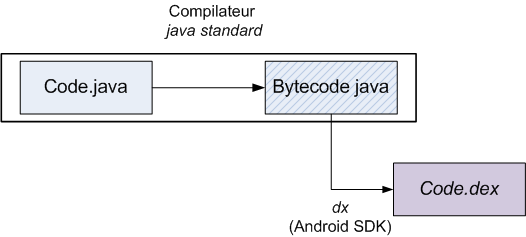 Compilateur
java standard
Code.java
Bytecode java
Code.dex
dx
(Android SDK)